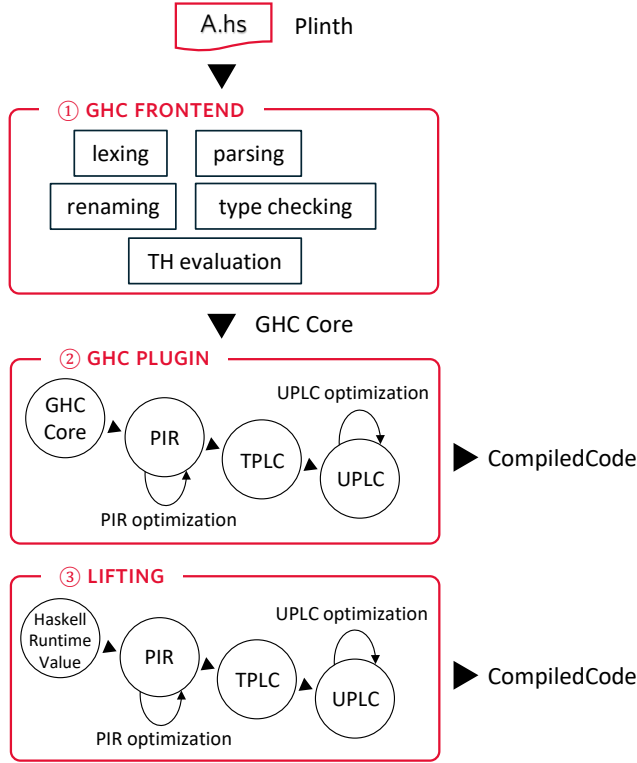 A.hs Plinth
① GHC FRONTEND
lexing parsing
renaming type checking
TH evaluation
GHC Core
② GHC PLUGIN
UPLC optimization
GHC
Core
PIR
TPLC
UPLC
CompiledCode
PIR optimization
③ LIFTING
UPLC optimization
Haskell
Runtime
Value
PIR
TPLC
UPLC
CompiledCode
PIR optimization